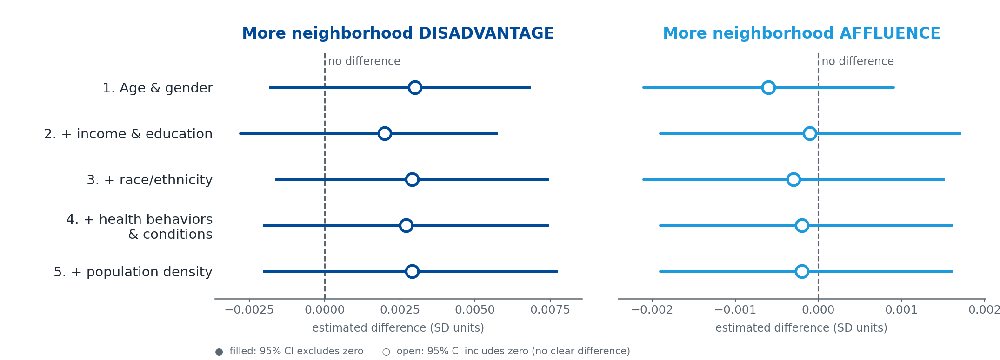 More neighborhood DISADVANTAGE
More neighborhood AFFLUENCE
no difference
no difference
1. Age & gender
2. + income & education
3. + race/ethnicity
4. + health behaviors
& conditions
5. + population density
−0.0025 0.0000 0.0025 0.0050 0.0075
−0.002 −0.001 0.000 0.001 0.002
estimated difference (SD units)
estimated difference (SD units)
● filled: 95% CI excludes zero ○ open: 95% CI includes zero (no clear difference)